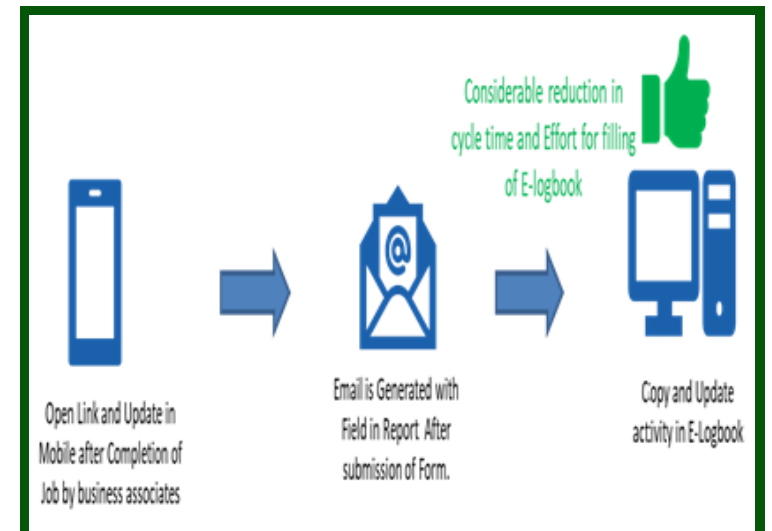 Considerable reduction in
cycle time and Effort for filling
of E-logbook
@
Open Link and Update in
Mobile after Completion of
Job by business associates
Email is Generated with
Field in Report After
submission of Form.
Copy and Update
activity in E-Logbook